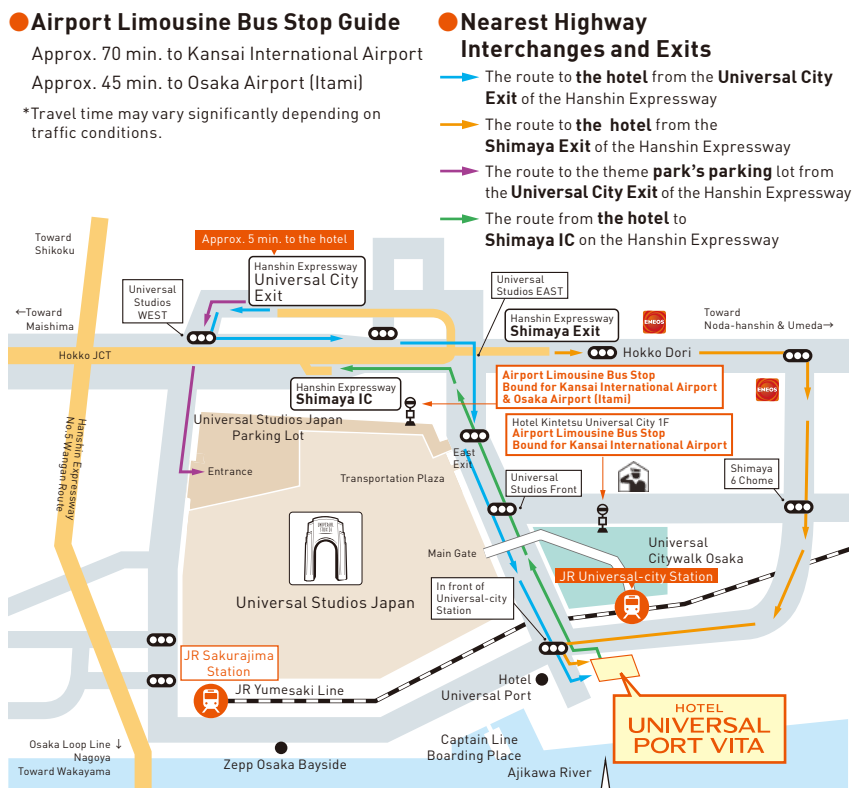 Airport Limousine Bus Stop Guide
Approx. 70 min. to Kansai International Airport
Approx. 45 min. to Osaka Airport (Itami)
*Travel time may vary significantly depending on
traffic conditions.
Nearest Highway
Interchanges and Exits
The route to the hotel from the Universal City
Exit of the Hanshin Expressway
The route to the hotel from the
Shimaya Exit of the Hanshin Expressway
The route to the theme park's parking lot from
the Universal City Exit of the Hanshin Expressway
The route from the hotel to
Shimaya IC on the Hanshin Expressway
Toward
Shikoku
Approx. 5 min. to the hotel
Hanshin Expressway
Universal City
Exit
Universal
Studios
WEST
Universal
Studios EAST
←Toward
Maishima
Hanshin Expressway
Shimaya Exit
ENEOS
Toward
Noda-hanshin & Umeda→
Hokko JCT
Hokko Dori
Hanshin Expressway
Shimaya IC
Airport Limousine Bus Stop
Bound for Kansai International Airport
& Osaka Airport (Itami)
ENEOS
Hanshin Expressway
No.5 Wangan Route
Universal Studios Japan
Parking Lot
Hotel Kintetsu Universal City 1F
Airport Limousine Bus Stop
Bound for Kansai International Airport
East
Exit
Entrance
Transportation Plaza
Universal
Studios Front
Shimaya
6 Chome
Main Gate
Universal
Citywalk Osaka
JR Universal-city Station
In front of
Universal-city
Station
Universal Studios Japan
JR Sakurajima
Station
JR Yumesaki Line
Hotel
Universal Port
HOTEL
UNIVERSAL
PORT VITA
Osaka Loop Line ↓
Nagoya
Toward Wakayama
Zepp Osaka Bayside
Captain Line
Boarding Place
Ajikawa River